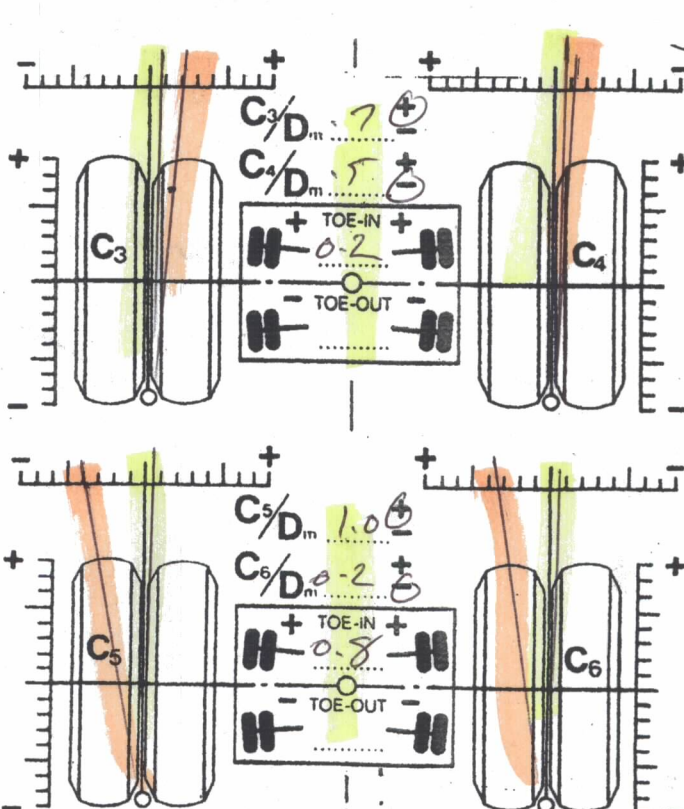 - + + -
C3/Dm .7 + -
C4/Dm .5 + -
+ +
+ TOE-IN +
0.2
C3 C4
- TOE-OUT -
- -
- + + -
C5/Dm 1.0 + -
C6/Dm 0.2 + -
+ +
+ TOE-IN +
0.8
C5 C6
- TOE-OUT -